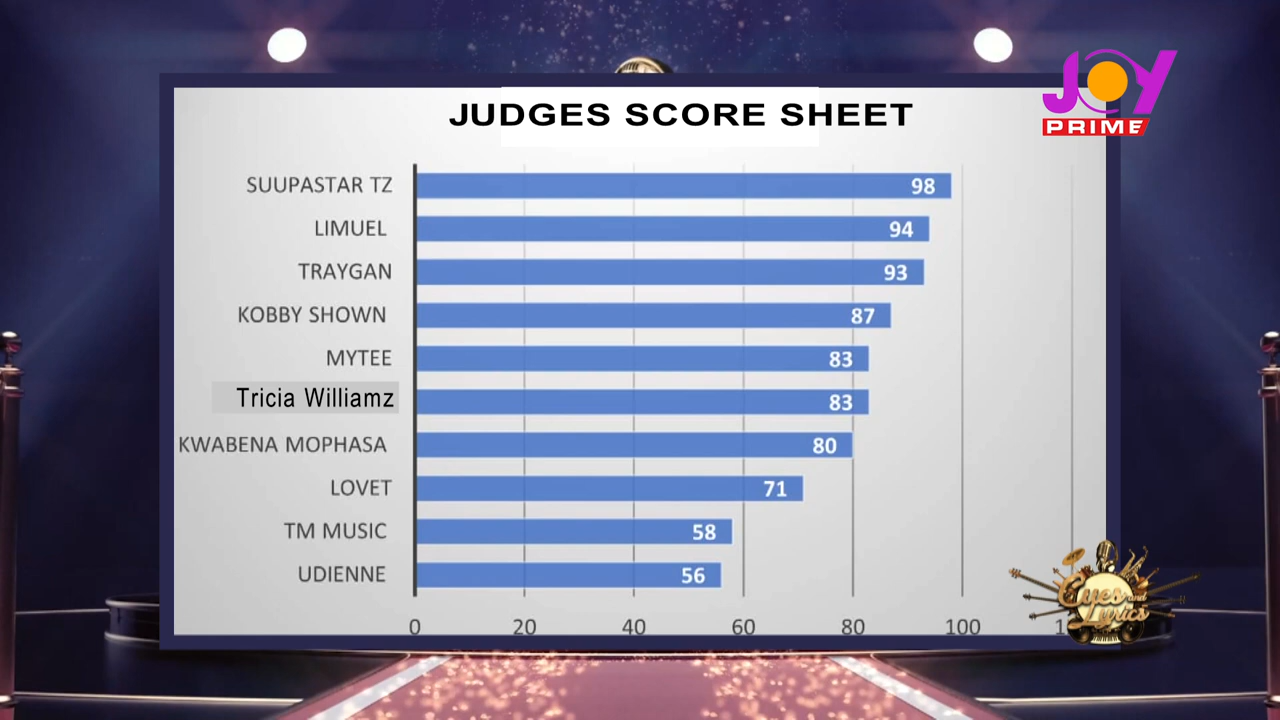 JOY
PRIME
JUDGES SCORE SHEET
SUUPASTAR TZ 98
LIMUEL 94
TRAYGAN 93
KOBBY SHOWN 87
MYTEE 83
Tricia Williamz 83
KWABENA MOPHASA 80
LOVET 71
TM MUSIC 58
UDIENNE 56
0 20 40 60 80 100
Eyes and
Lyrics